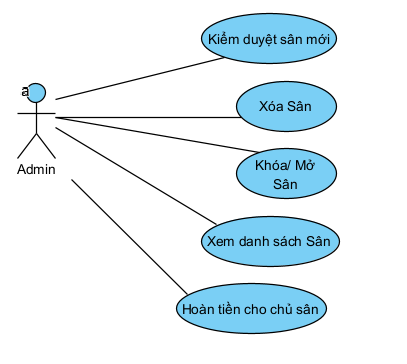 Kiểm duyệt sân mới
a
Xóa Sân
Khóa/ Mở
Sân
Admin
Xem danh sách Sân
Hoàn tiền cho chủ sân